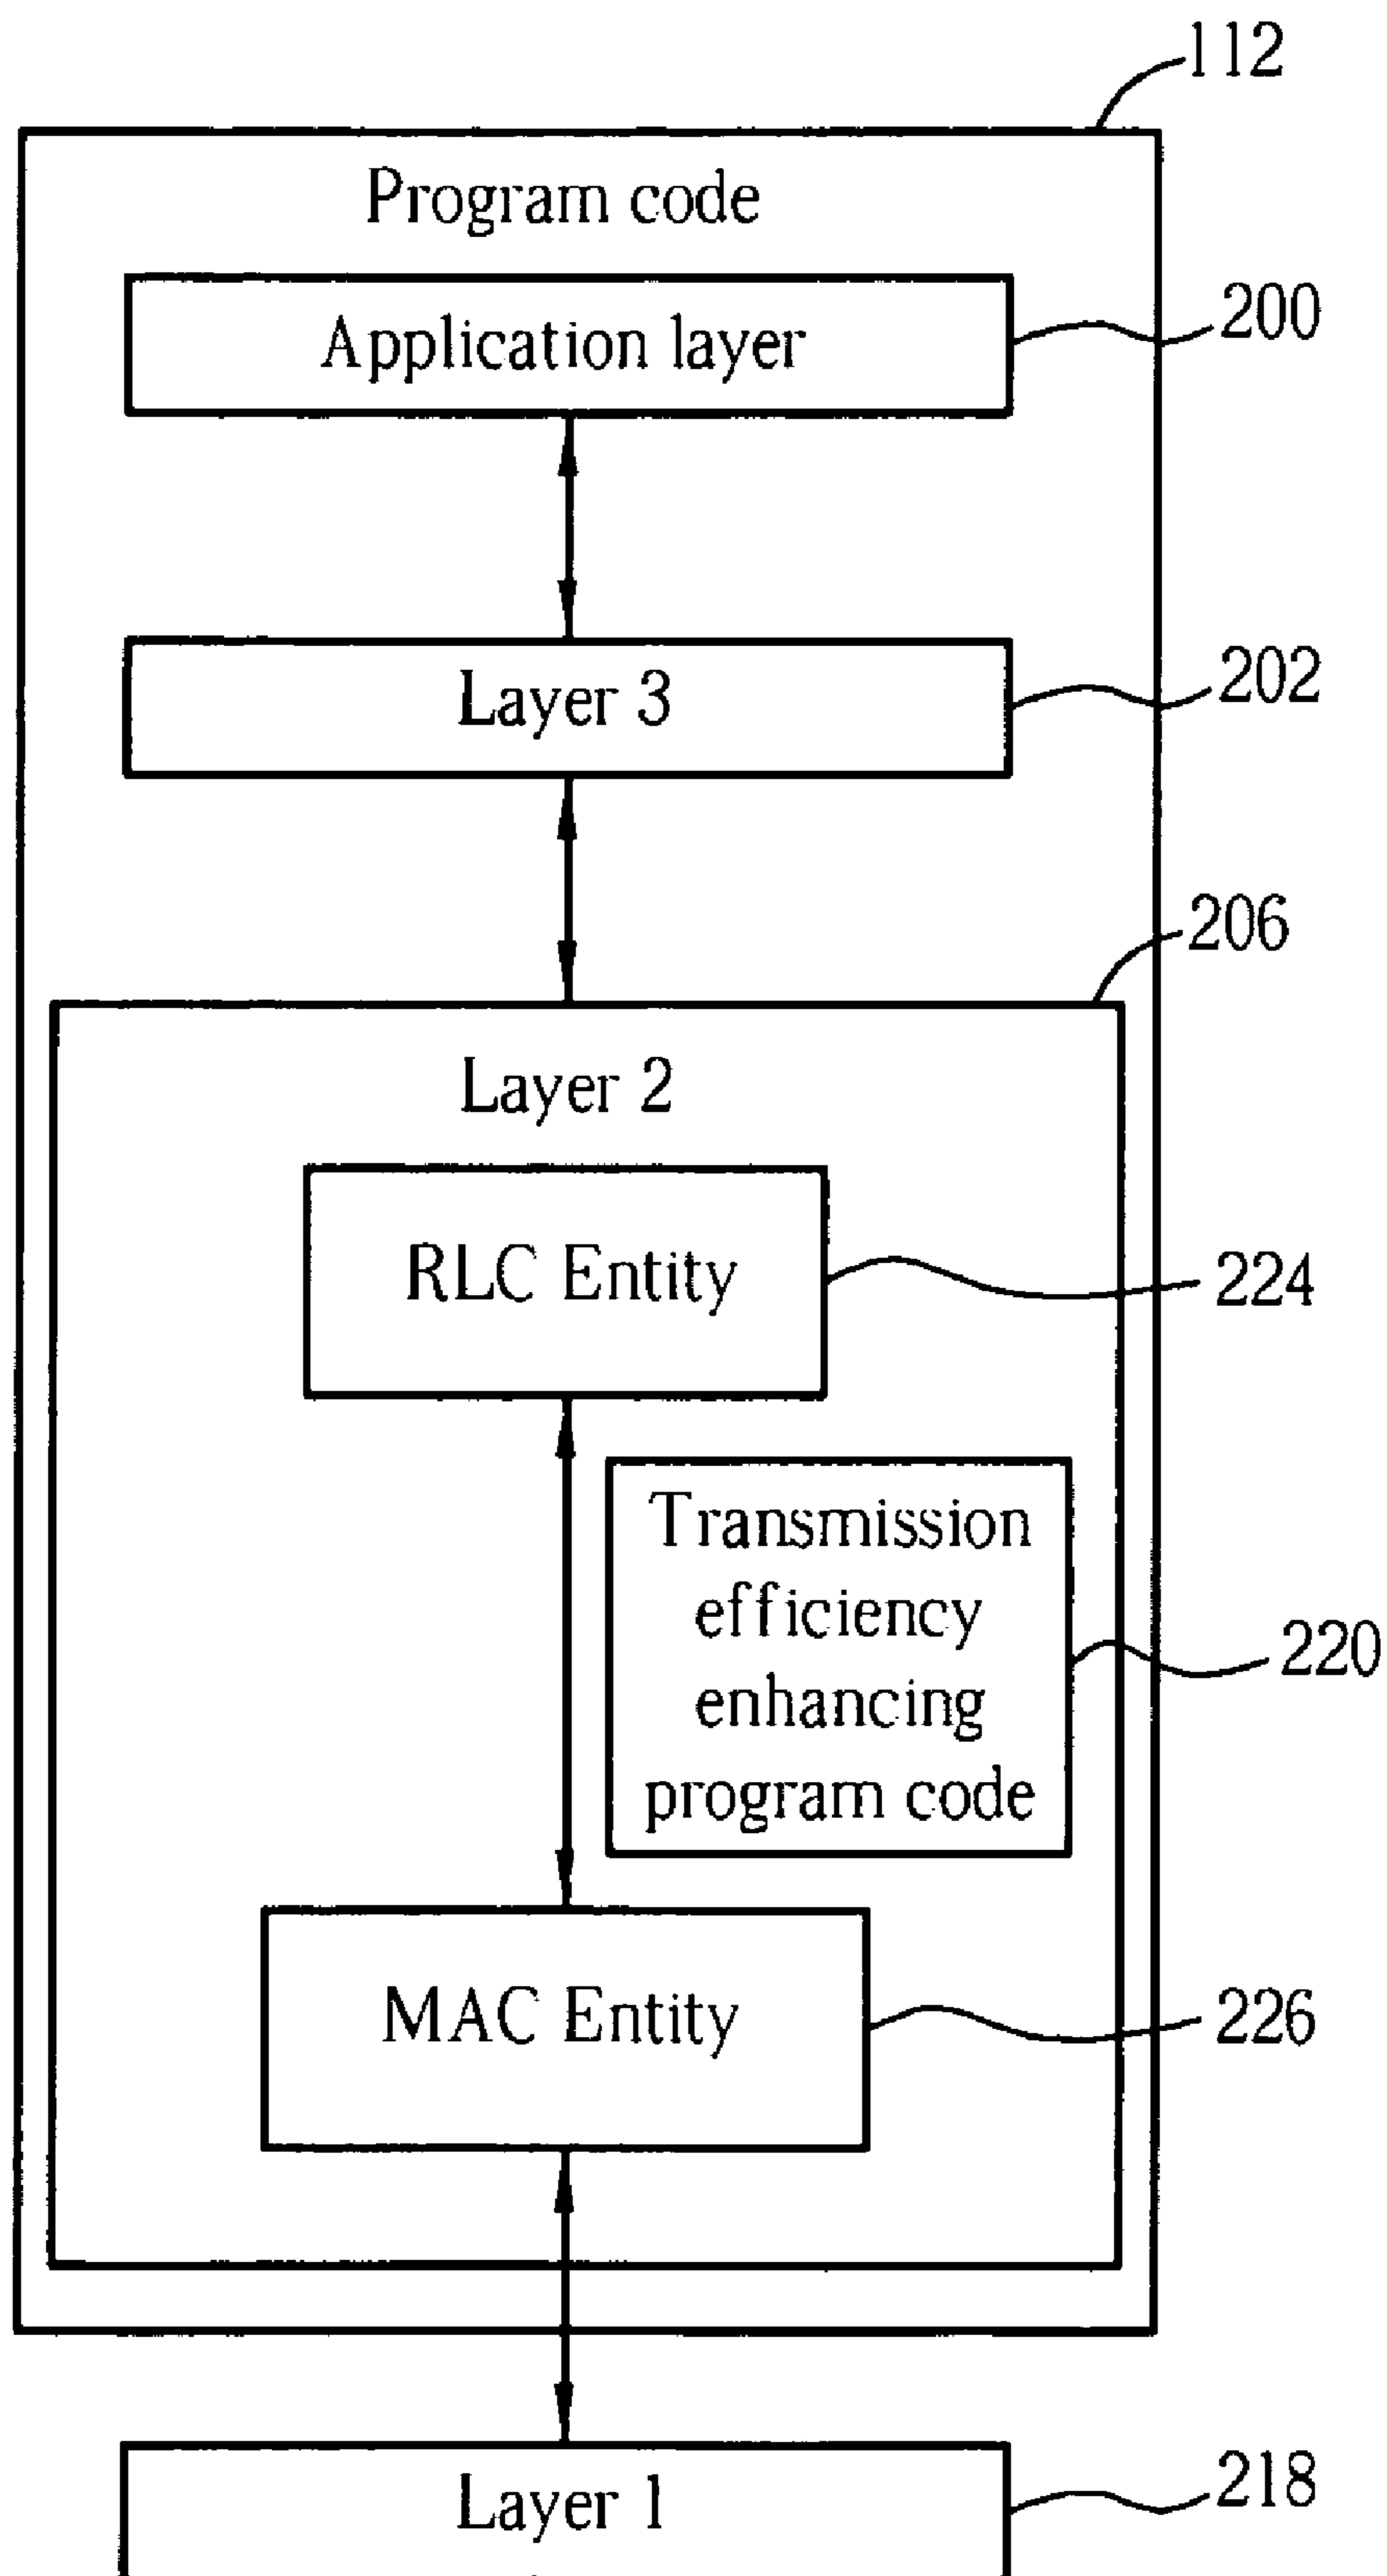 112
Program code
Application layer
200
Layer 3
202
206
Layer 2
RLC Entity
224
Transmission
efficiency
enhancing
program code
220
MAC Entity
226
Layer 1
218